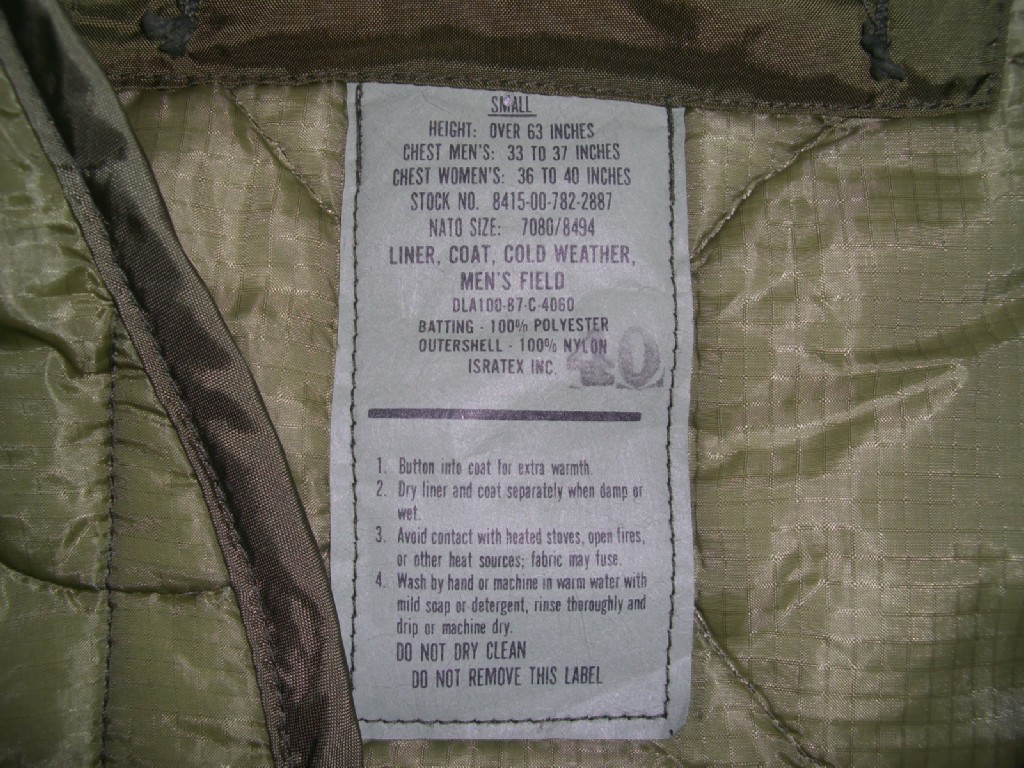 SMALL
HEIGHT: OVER 63 INCHES
CHEST MEN'S: 33 TO 37 INCHES
CHEST WOMEN'S: 36 TO 40 INCHES
STOCK NO. 8415-00-782-2887
NATO SIZE: 7080/8494
LINER, COAT, COLD WEATHER,
MEN'S FIELD
DLA100-87-C-4060
BATTING - 100% POLYESTER
OUTERSHELL - 100% NYLON
ISRATEX INC.
1. Button into coat for extra warmth.
2. Dry liner and coat separately when damp or
wet.
3. Avoid contact with heated stoves, open fires,
or other heat sources; fabric may fuse.
4. Wash by hand or machine in warm water with
mild soap or detergent, rinse thoroughly and
drip or machine dry.
DO NOT DRY CLEAN
DO NOT REMOVE THIS LABEL